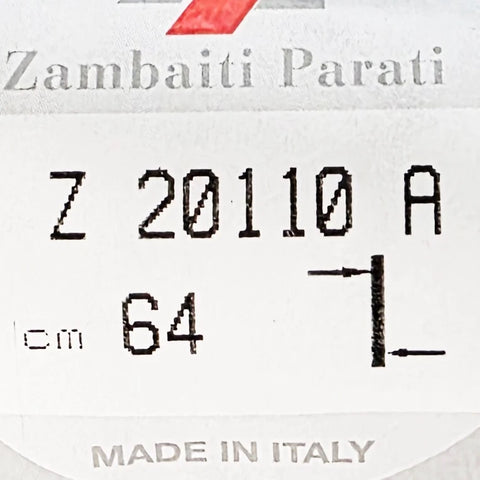 Zambaiti Parati
Z 20110 A
cm 64
MADE IN ITALY